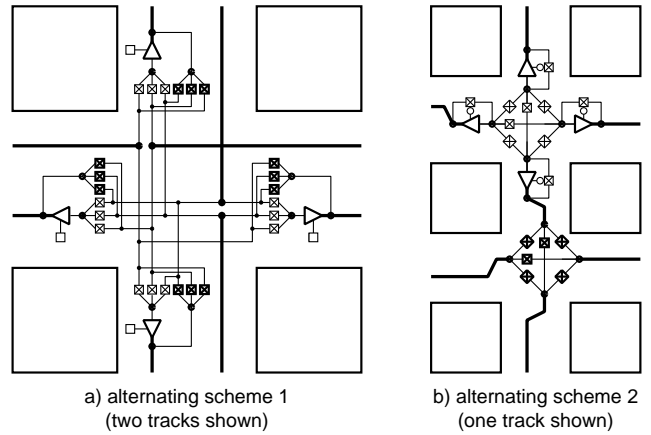 a) alternating scheme 1
(two tracks shown)
b) alternating scheme 2
(one track shown)